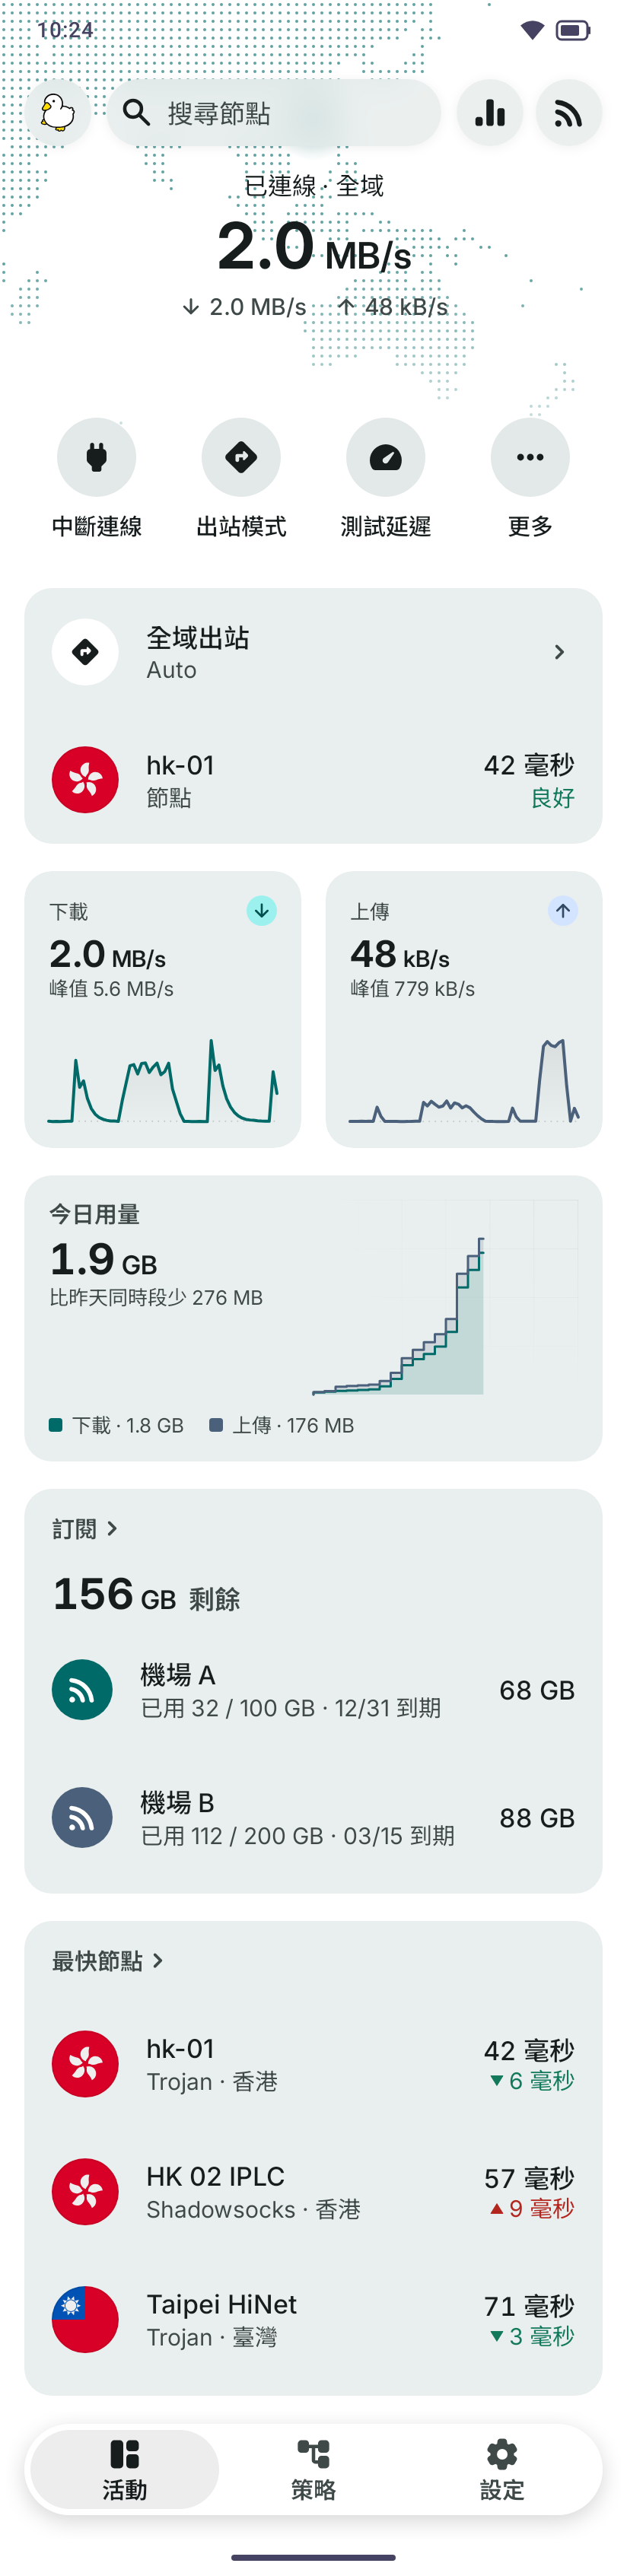 10:24
搜尋節點
已連線 · 全域
2.0 MB/s
↓ 2.0 MB/s ↑ 48 kB/s
中斷連線 出站模式 測試延遲 更多
全域出站
Auto
hk-01 42 毫秒
節點 良好
下載
2.0 MB/s
峰值 5.6 MB/s
上傳
48 kB/s
峰值 779 kB/s
今日用量
1.9 GB
比昨天同時段少 276 MB
下載 · 1.8 GB 上傳 · 176 MB
訂閱
156 GB 剩餘
機場 A
已用 32 / 100 GB · 12/31 到期
68 GB
機場 B
已用 112 / 200 GB · 03/15 到期
88 GB
最快節點
hk-01 42 毫秒
Trojan · 香港 ▼ 6 毫秒
HK 02 IPLC 57 毫秒
Shadowsocks · 香港 ▲ 9 毫秒
Taipei HiNet 71 毫秒
Trojan · 臺灣 ▼ 3 毫秒
活動 策略 設定